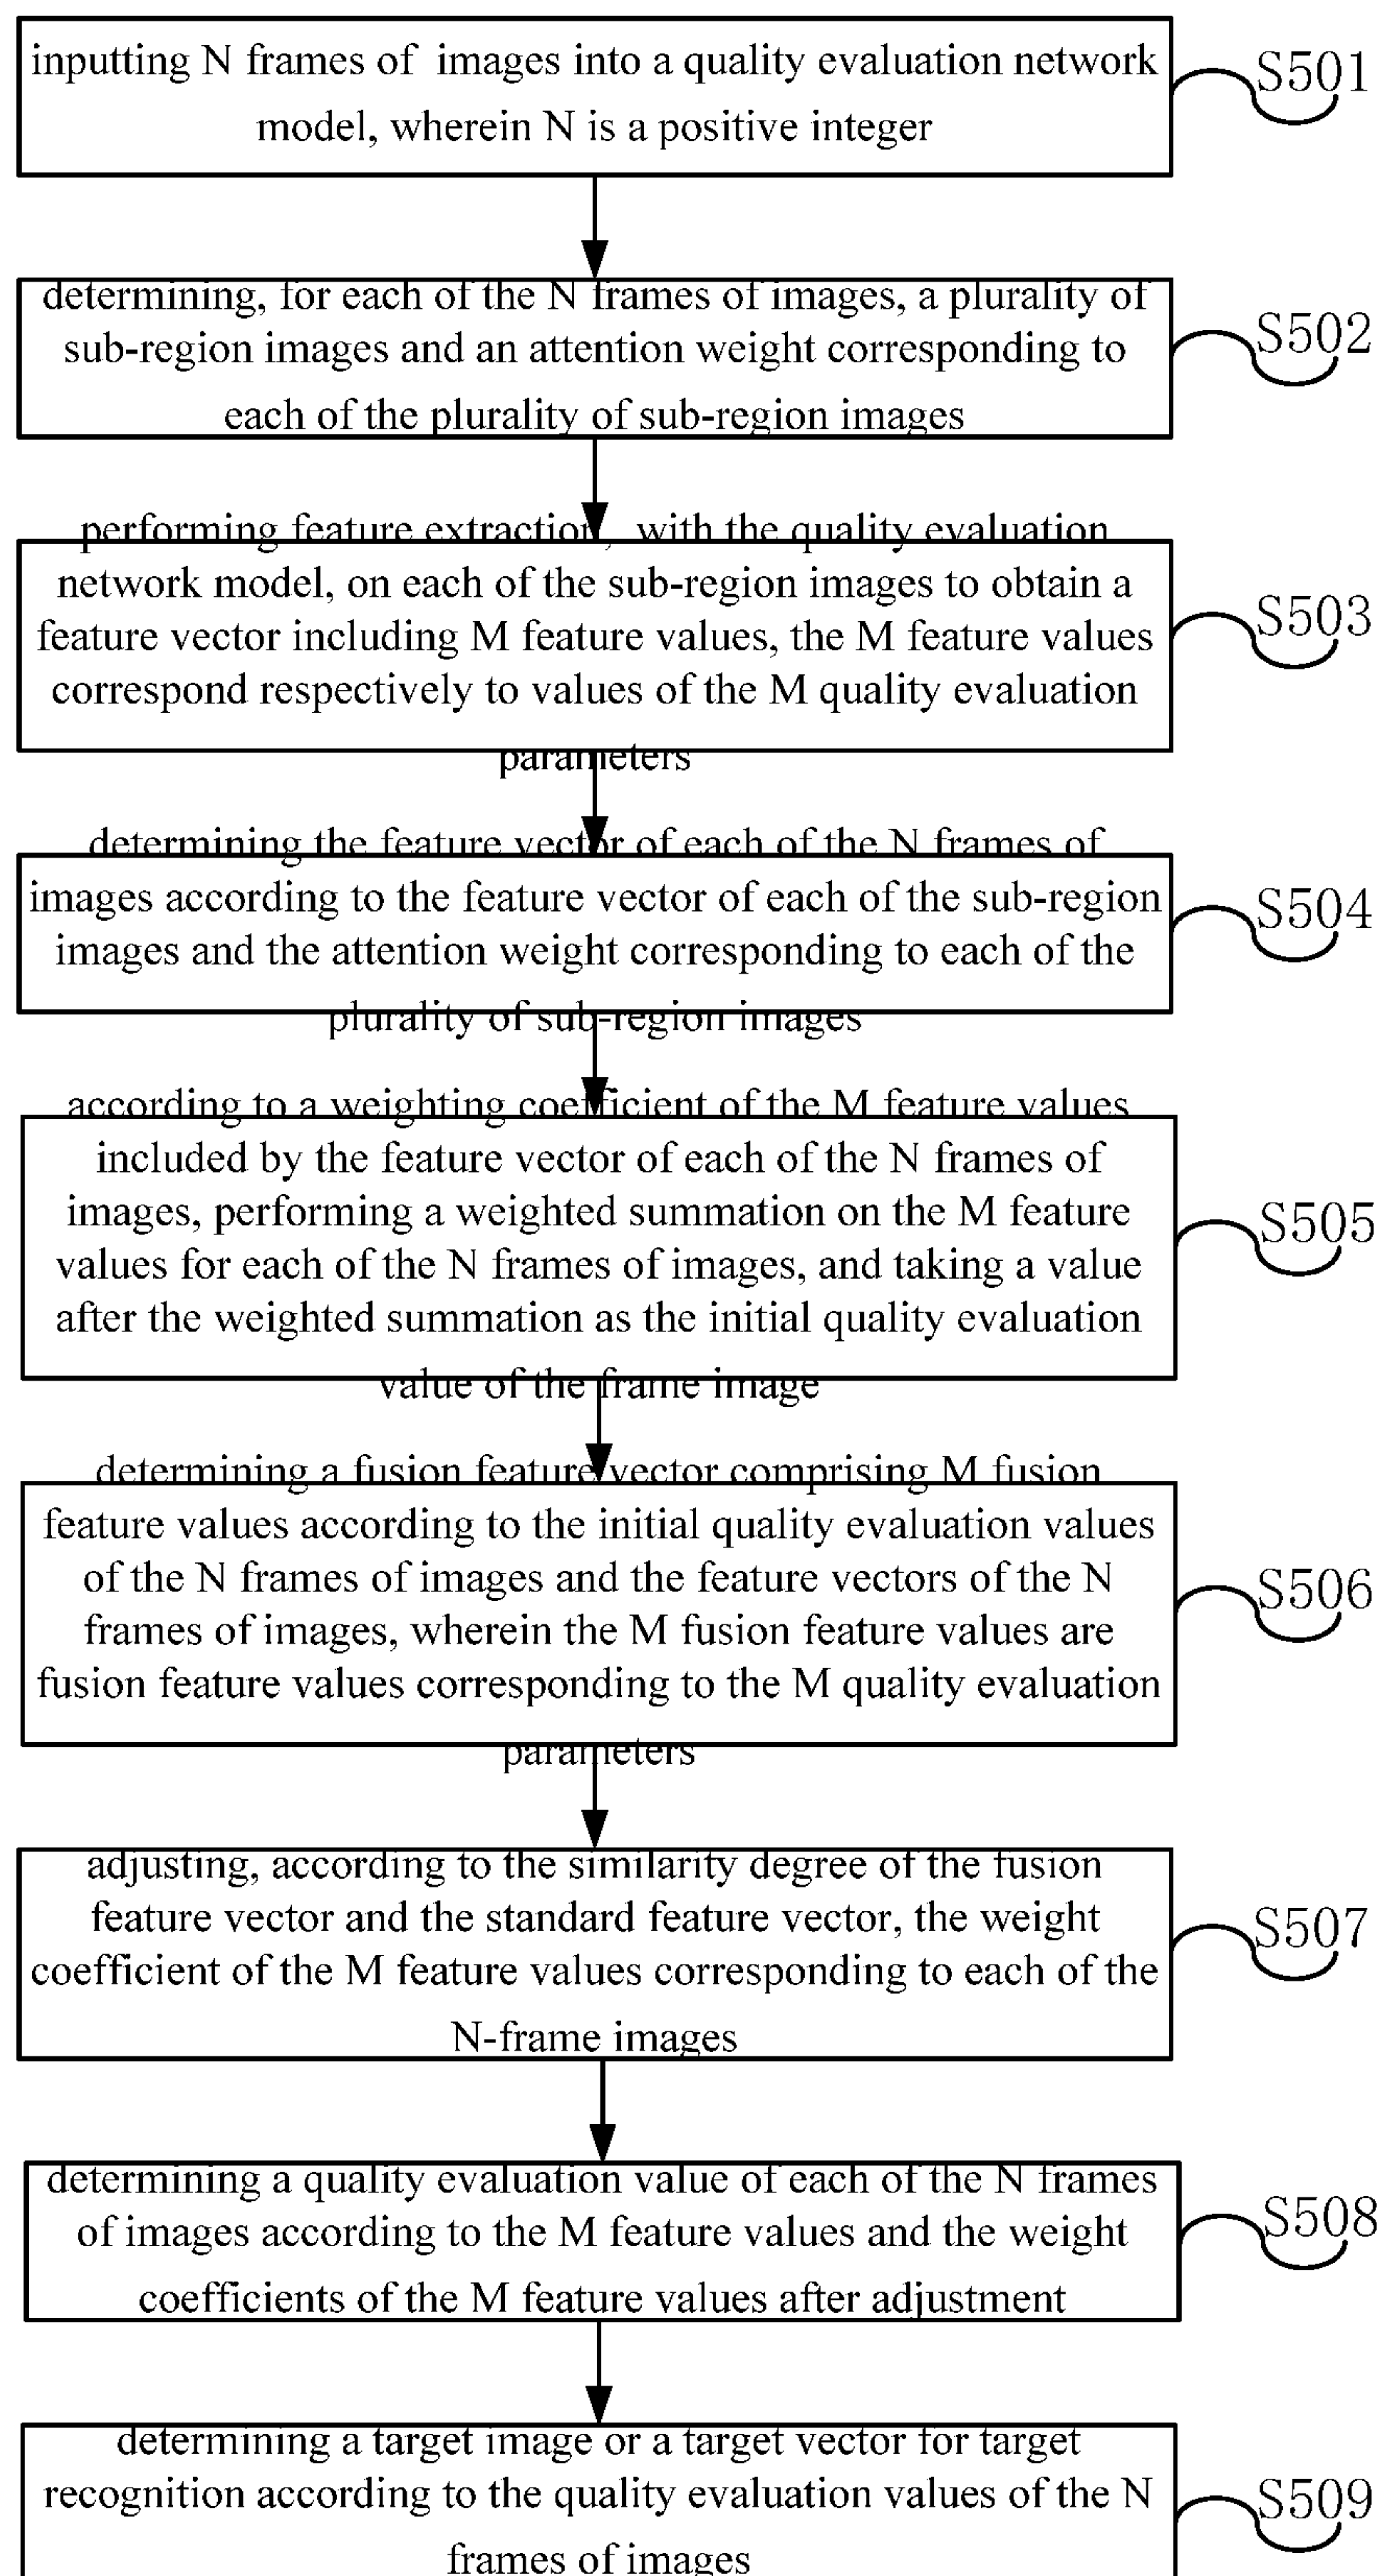 inputting N frames of images into a quality evaluation network
model, wherein N is a positive integer
S501
determining, for each of the N frames of images, a plurality of
sub-region images and an attention weight corresponding to
each of the plurality of sub-region images
S502
performing feature extraction, with the quality evaluation
network model, on each of the sub-region images to obtain a
feature vector including M feature values, the M feature values
correspond respectively to values of the M quality evaluation
parameters
S503
determining the feature vector of each of the N frames of
images according to the feature vector of each of the sub-region
images and the attention weight corresponding to each of the
plurality of sub-region images
S504
according to a weighting coefficient of the M feature values
included by the feature vector of each of the N frames of
images, performing a weighted summation on the M feature
values for each of the N frames of images, and taking a value
after the weighted summation as the initial quality evaluation
value of the frame image
S505
determining a fusion feature vector comprising M fusion
feature values according to the initial quality evaluation values
of the N frames of images and the feature vectors of the N
frames of images, wherein the M fusion feature values are
fusion feature values corresponding to the M quality evaluation
parameters
S506
adjusting, according to the similarity degree of the fusion
feature vector and the standard feature vector, the weight
coefficient of the M feature values corresponding to each of the
N-frame images
S507
determining a quality evaluation value of each of the N frames
of images according to the M feature values and the weight
coefficients of the M feature values after adjustment
S508
determining a target image or a target vector for target
recognition according to the quality evaluation values of the N
frames of images
S509